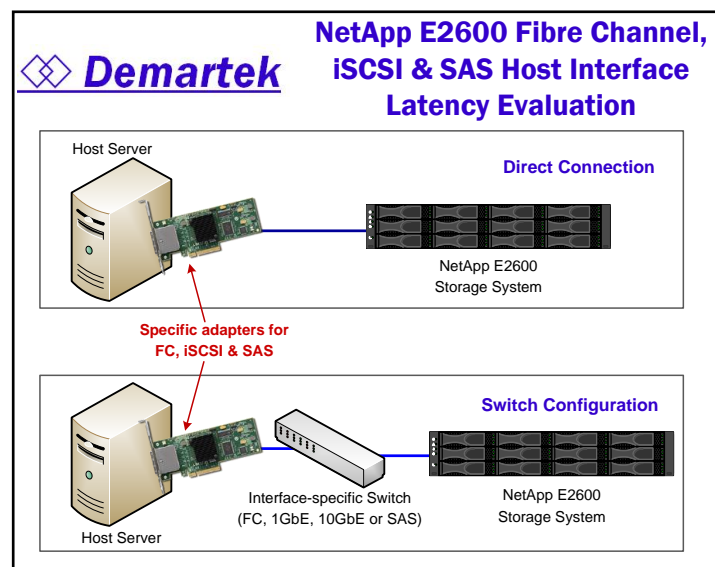 Demartek
NetApp E2600 Fibre Channel,
iSCSI & SAS Host Interface
Latency Evaluation
Host Server
Direct Connection
NetApp E2600
Storage System
Specific adapters for
FC, iSCSI & SAS
Switch Configuration
Interface-specific Switch
(FC, 1GbE, 10GbE or SAS)
NetApp E2600
Storage System
Host Server